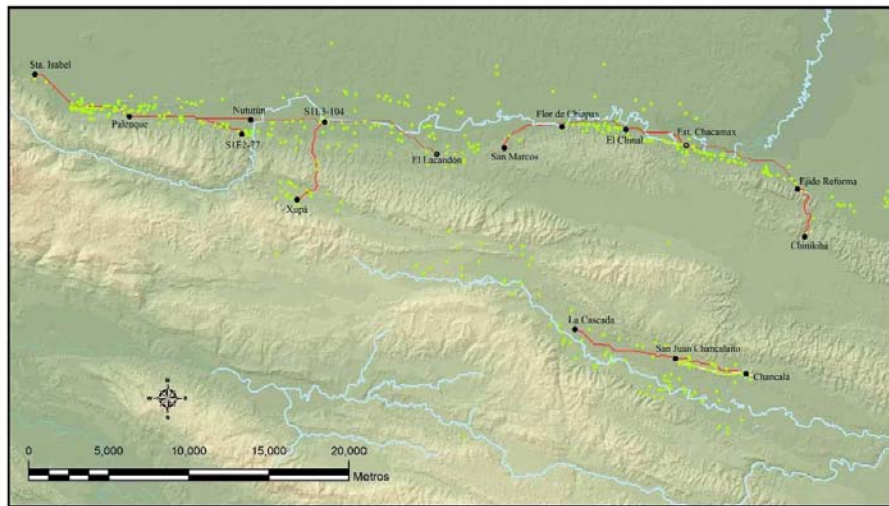 Sta. Isabel
Palenque
Nututún
S1E2-77
S1L3-104
Xupá
El Lacandón
San Marcos
Flor de Chiapas
El Chinal
Est. Chacamax
Ejido Reforma
Chinikihá
La Cascada
San Juan Chancalaito
Chancalá
N
W E
S
0 5,000 10,000 15,000 20,000
Metros